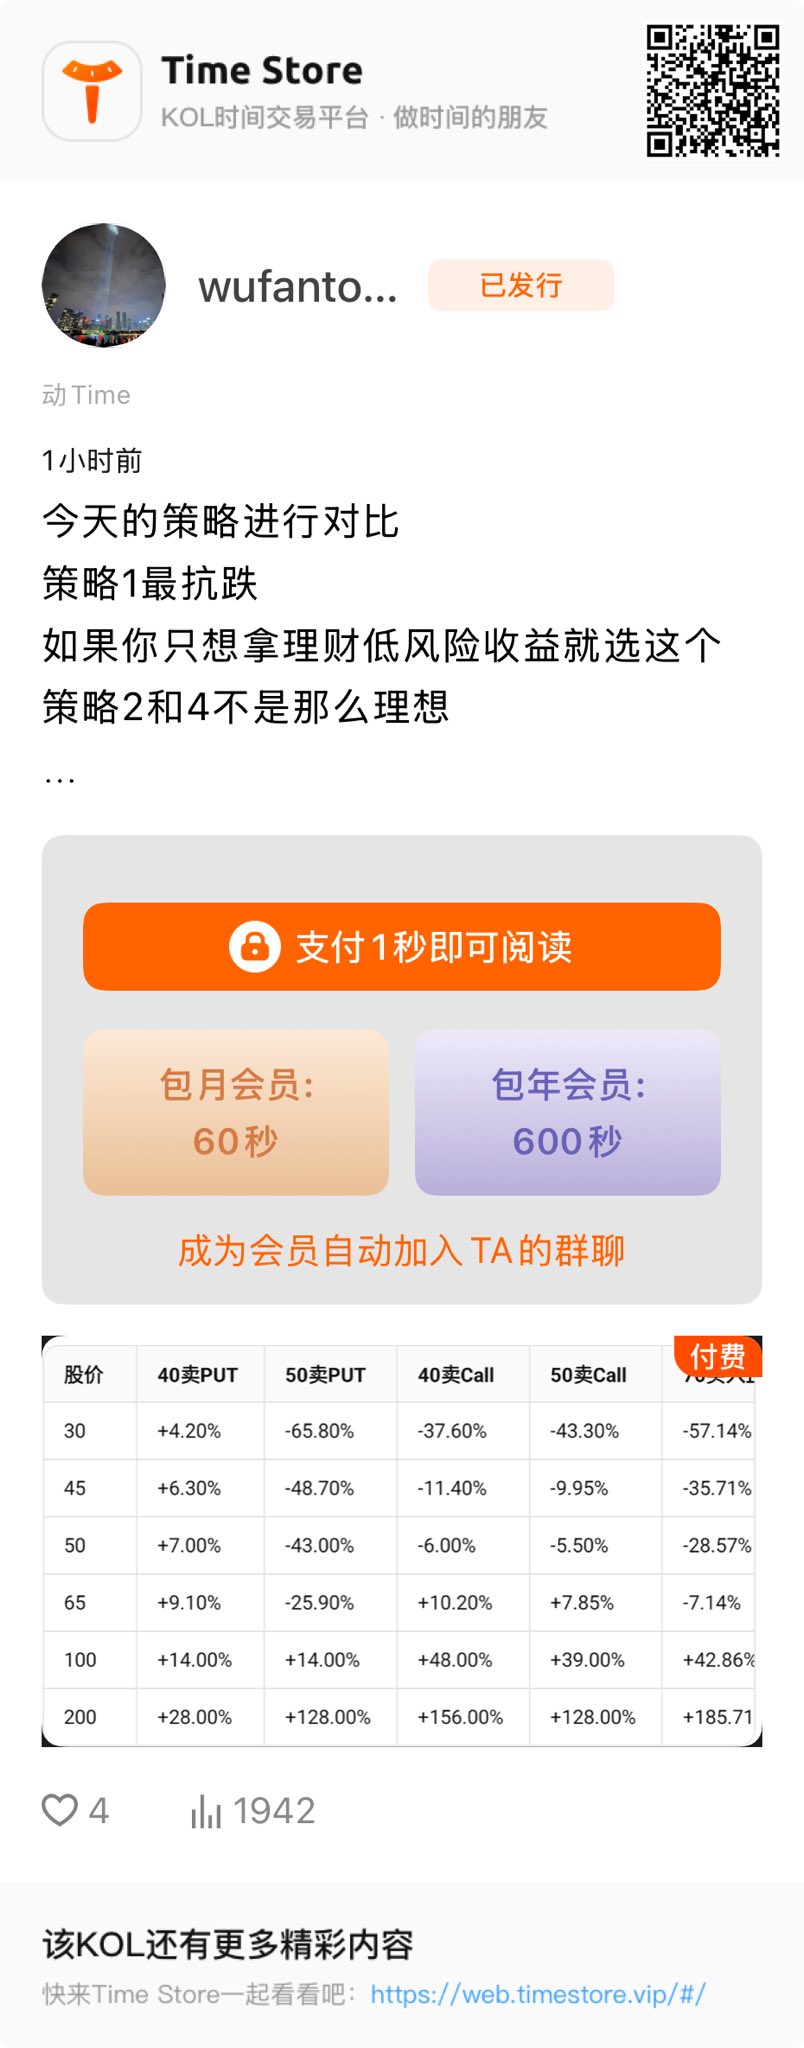 Time Store
KOL时间交易平台 · 做时间的朋友
wufanto...
已发行
动Time
1小时前
今天的策略进行对比
策略1最抗跌
如果你只想拿理财低风险收益就选这个
策略2和4不是那么理想
...
支付1秒即可阅读
包月会员:
60秒
包年会员:
600秒
成为会员自动加入TA的群聊
付费
股价 40卖PUT 50卖PUT 40卖Call 50卖Call
30 +4.20% -65.80% -37.60% -43.30% -57.14%
45 +6.30% -48.70% -11.40% -9.95% -35.71%
50 +7.00% -43.00% -6.00% -5.50% -28.57%
65 +9.10% -25.90% +10.20% +7.85% -7.14%
100 +14.00% +14.00% +48.00% +39.00% +42.86%
200 +28.00% +128.00% +156.00% +128.00% +185.71
4 1942
该KOL还有更多精彩内容
快来Time Store一起看看吧: https://web.timestore.vip/#/